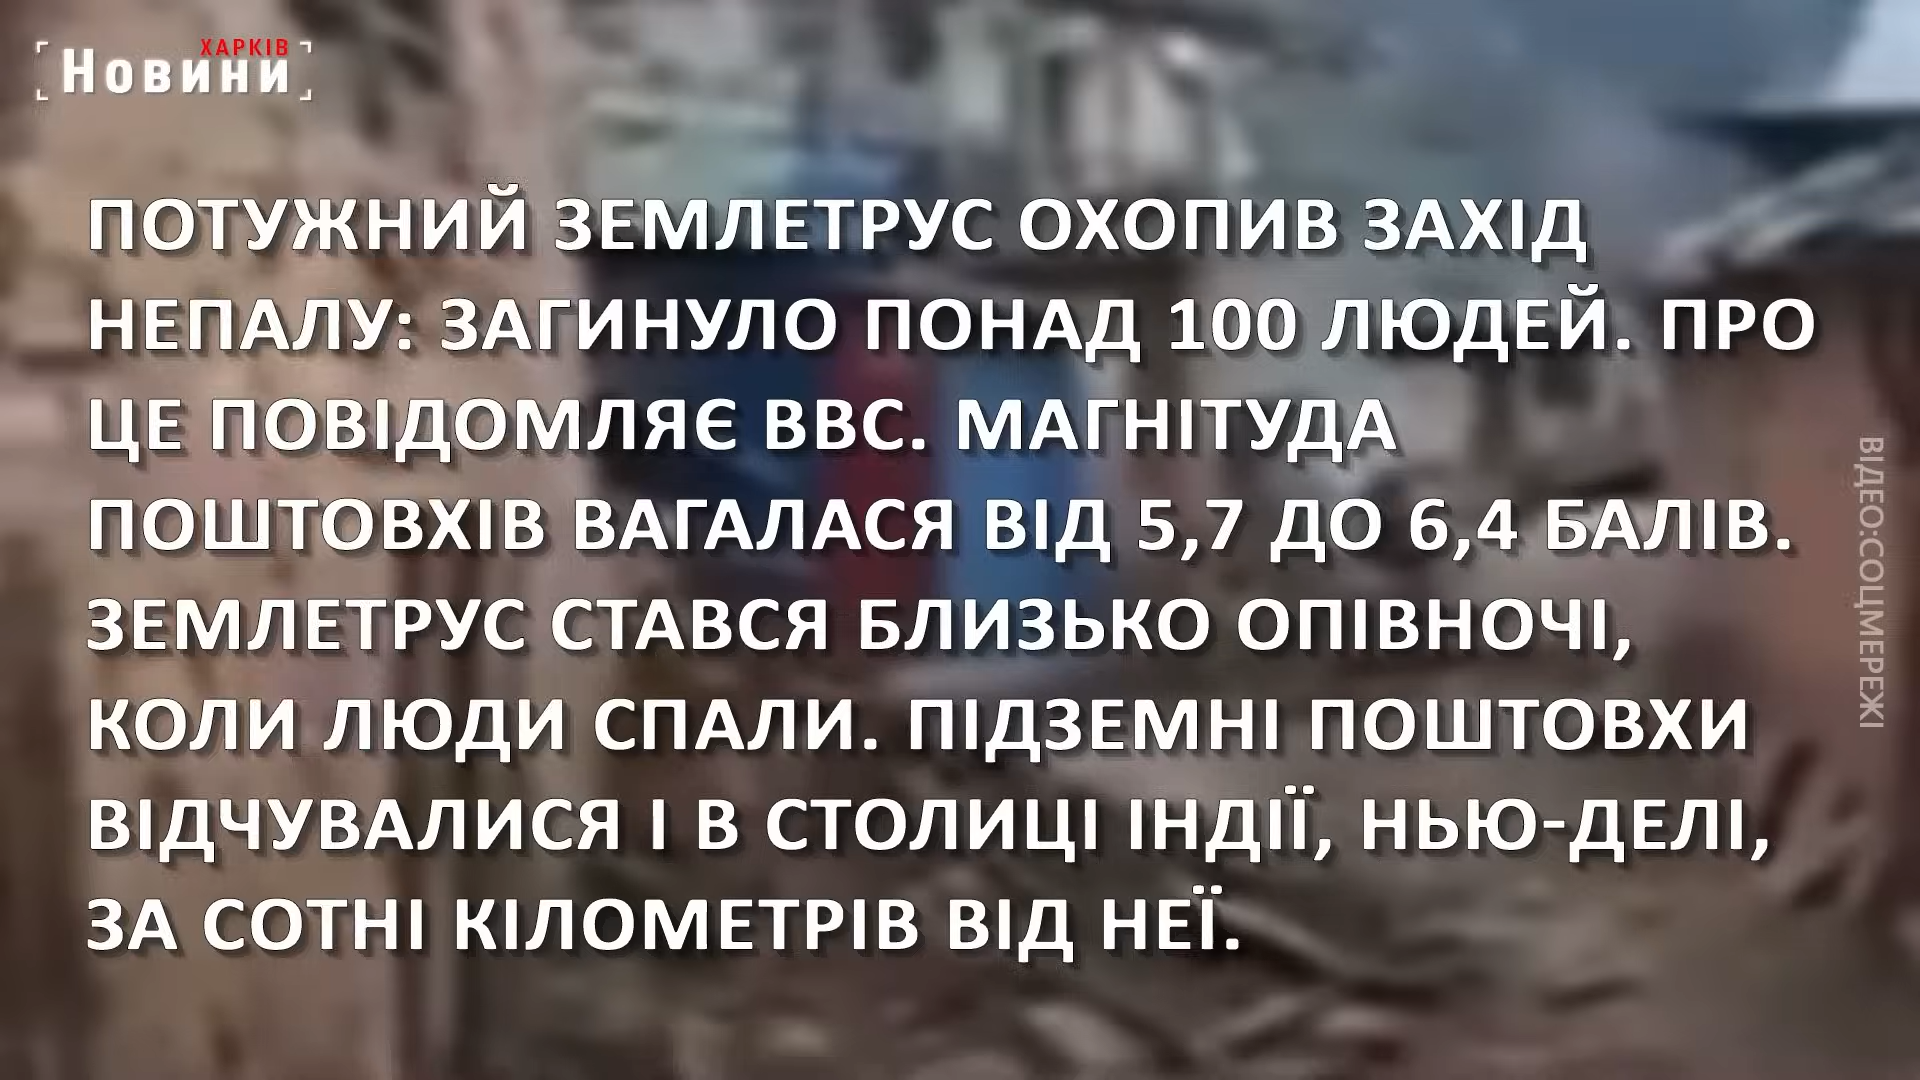 ХАРКІВ
Новини
ПОТУЖНИЙ ЗЕМЛЕТРУС ОХОПИВ ЗАХІД
НЕПАЛУ: ЗАГИНУЛО ПОНАД 100 ЛЮДЕЙ. ПРО
ЦЕ ПОВІДОМЛЯЄ BBC. МАГНІТУДА
ПОШТОВХІВ ВАГАЛАСЯ ВІД 5,7 ДО 6,4 БАЛІВ.
ЗЕМЛЕТРУС СТАВСЯ БЛИЗЬКО ОПІВНОЧІ,
КОЛИ ЛЮДИ СПАЛИ. ПІДЗЕМНІ ПОШТОВХИ
ВІДЧУВАЛИСЯ І В СТОЛИЦІ ІНДІЇ, НЬЮ-ДЕЛІ,
ЗА СОТНІ КІЛОМЕТРІВ ВІД НЕЇ.
ВІДЕО:СОЦМЕРЕЖІ